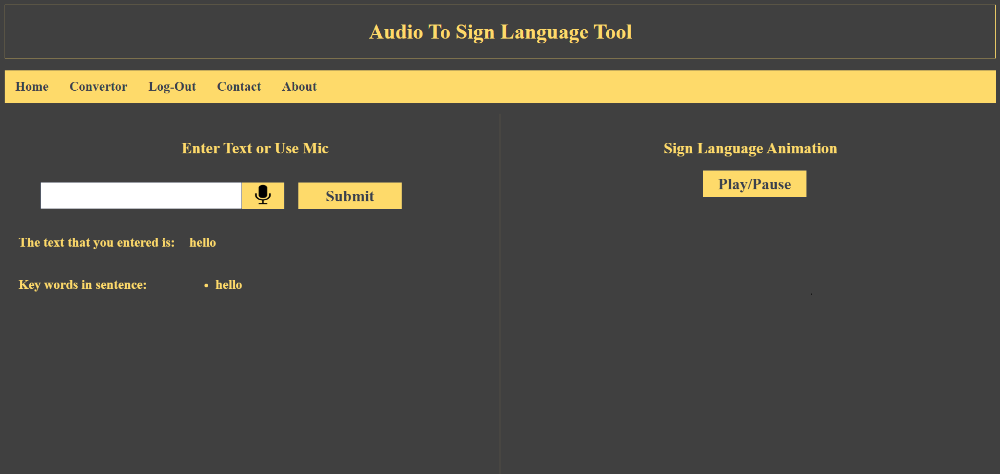 Audio To Sign Language Tool
Home Convertor Log-Out Contact About
Enter Text or Use Mic
Submit
The text that you entered is: hello
Key words in sentence: • hello
Sign Language Animation
Play/Pause